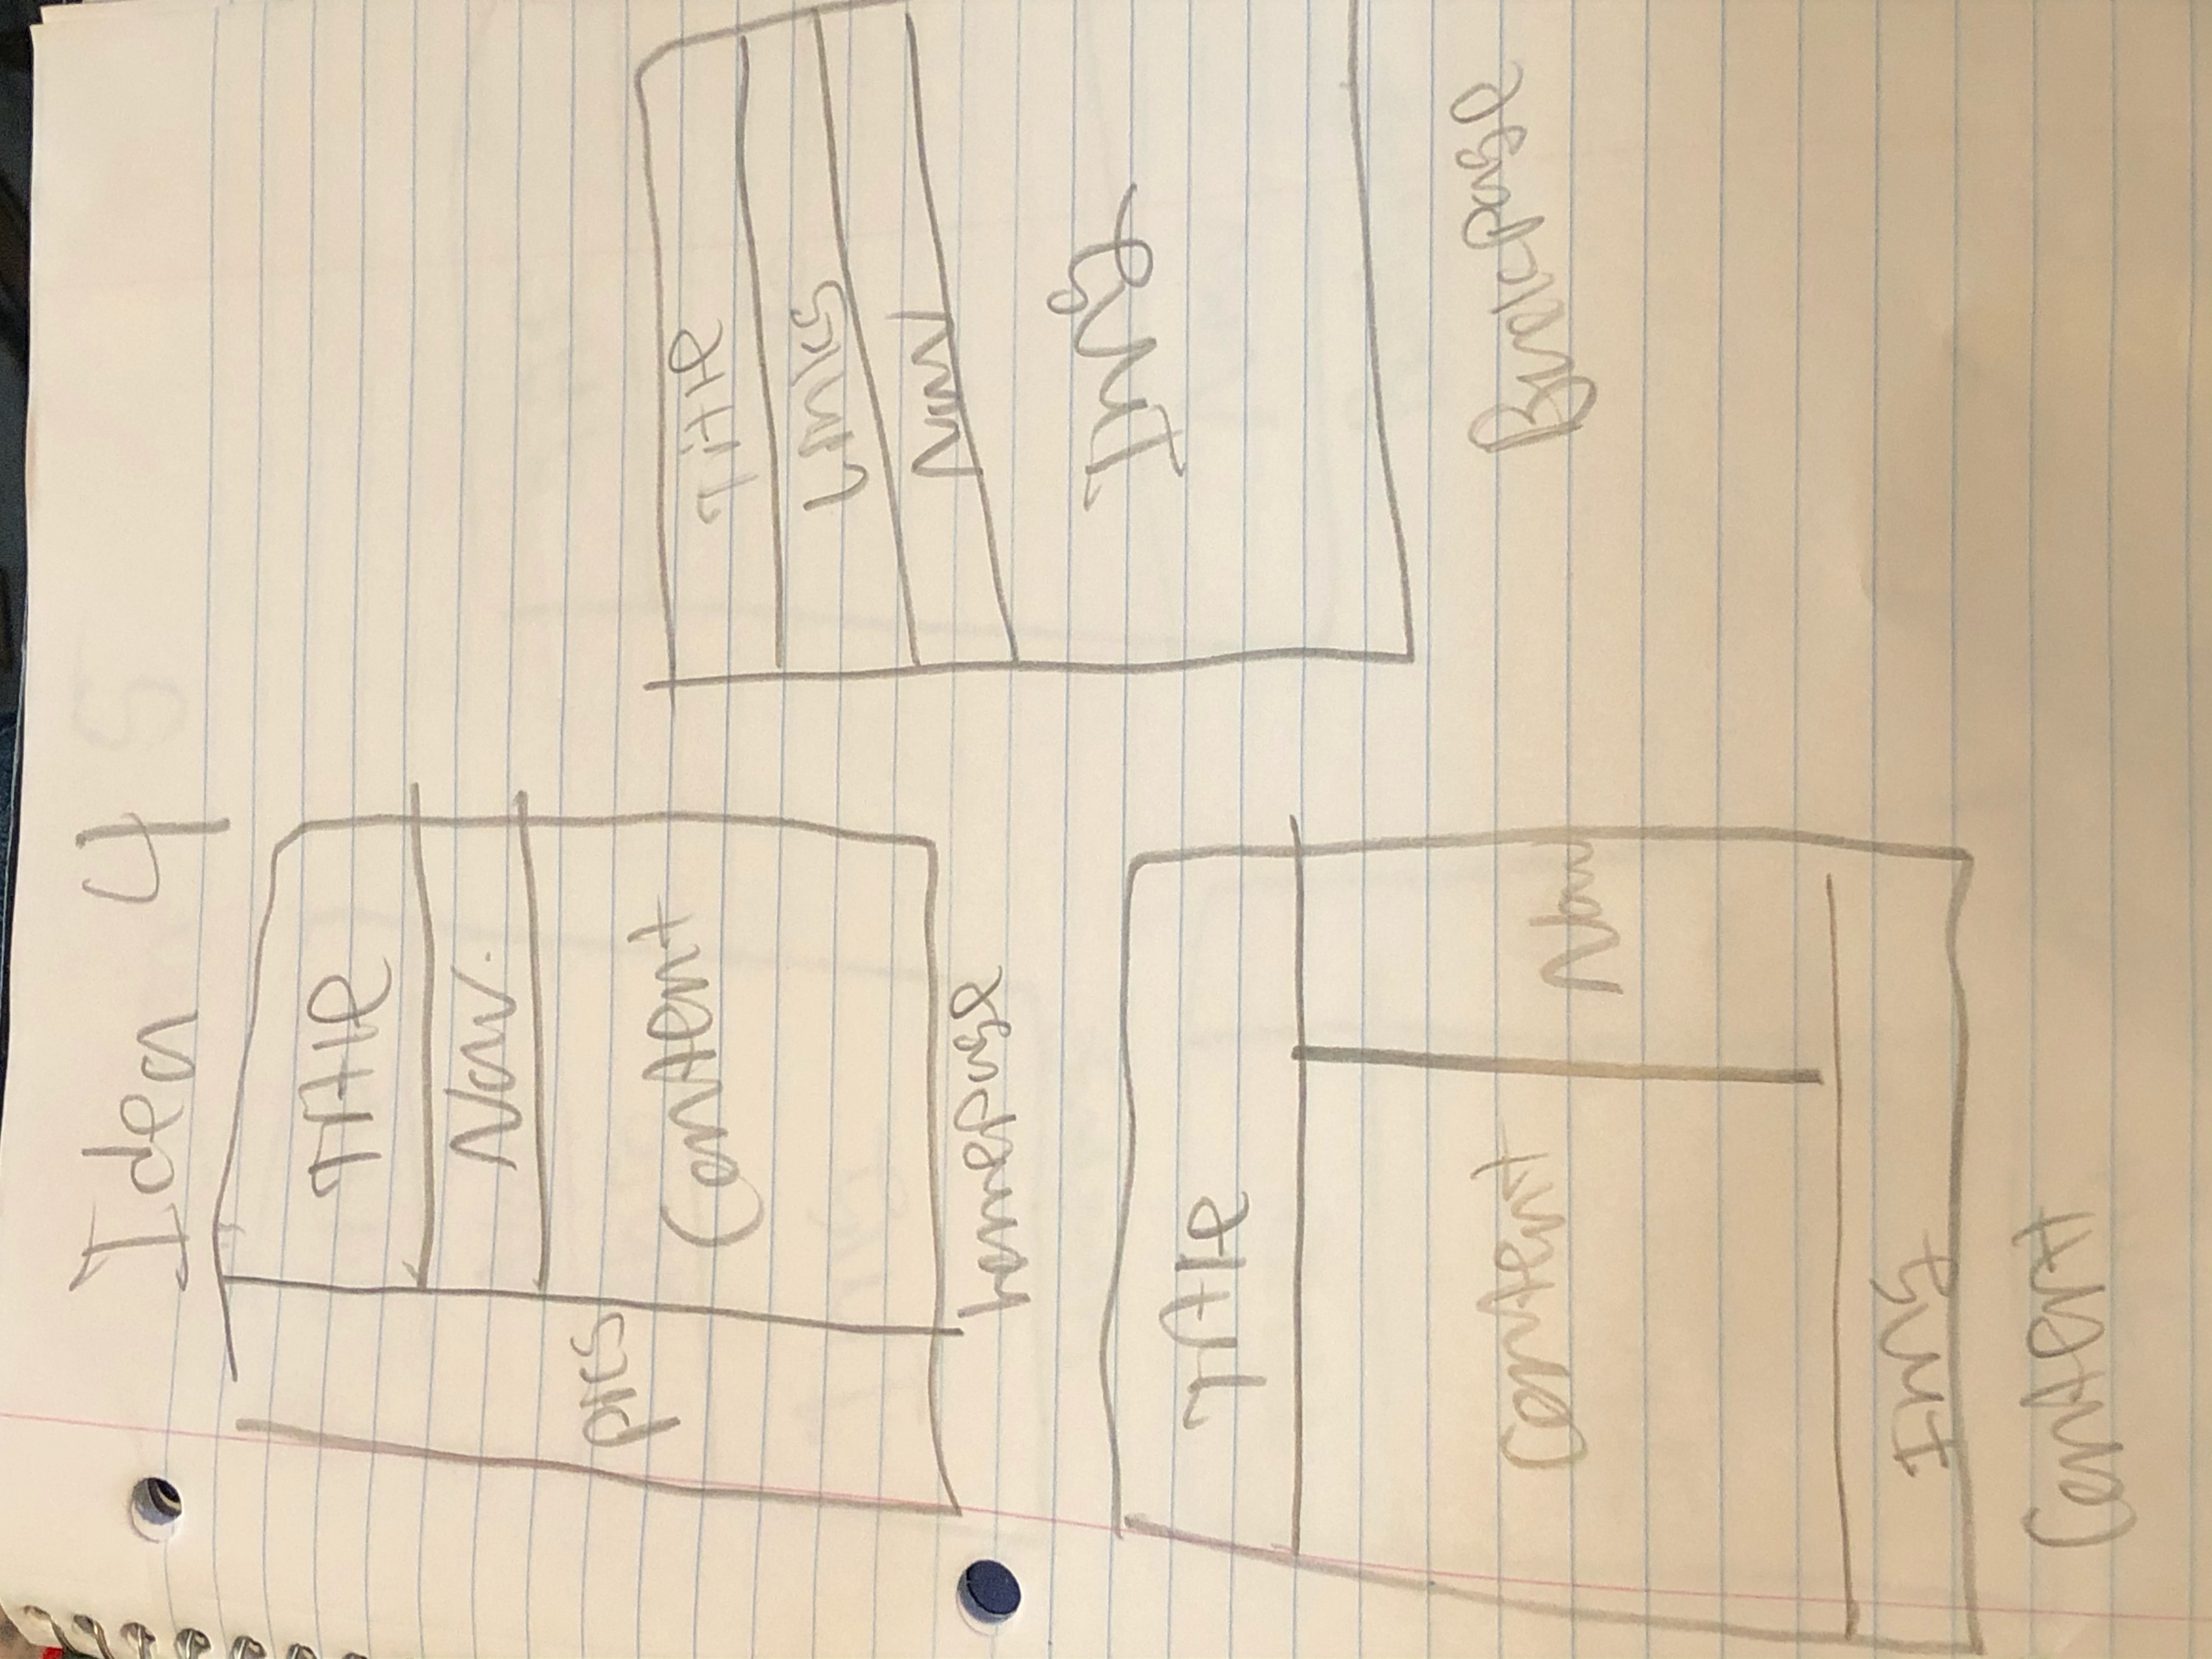 Idea 4
Title
Nav.
pics
Content
homepage
Title
Links
Nav
Img
Backpage
Title
Content
Nav
Img
Content